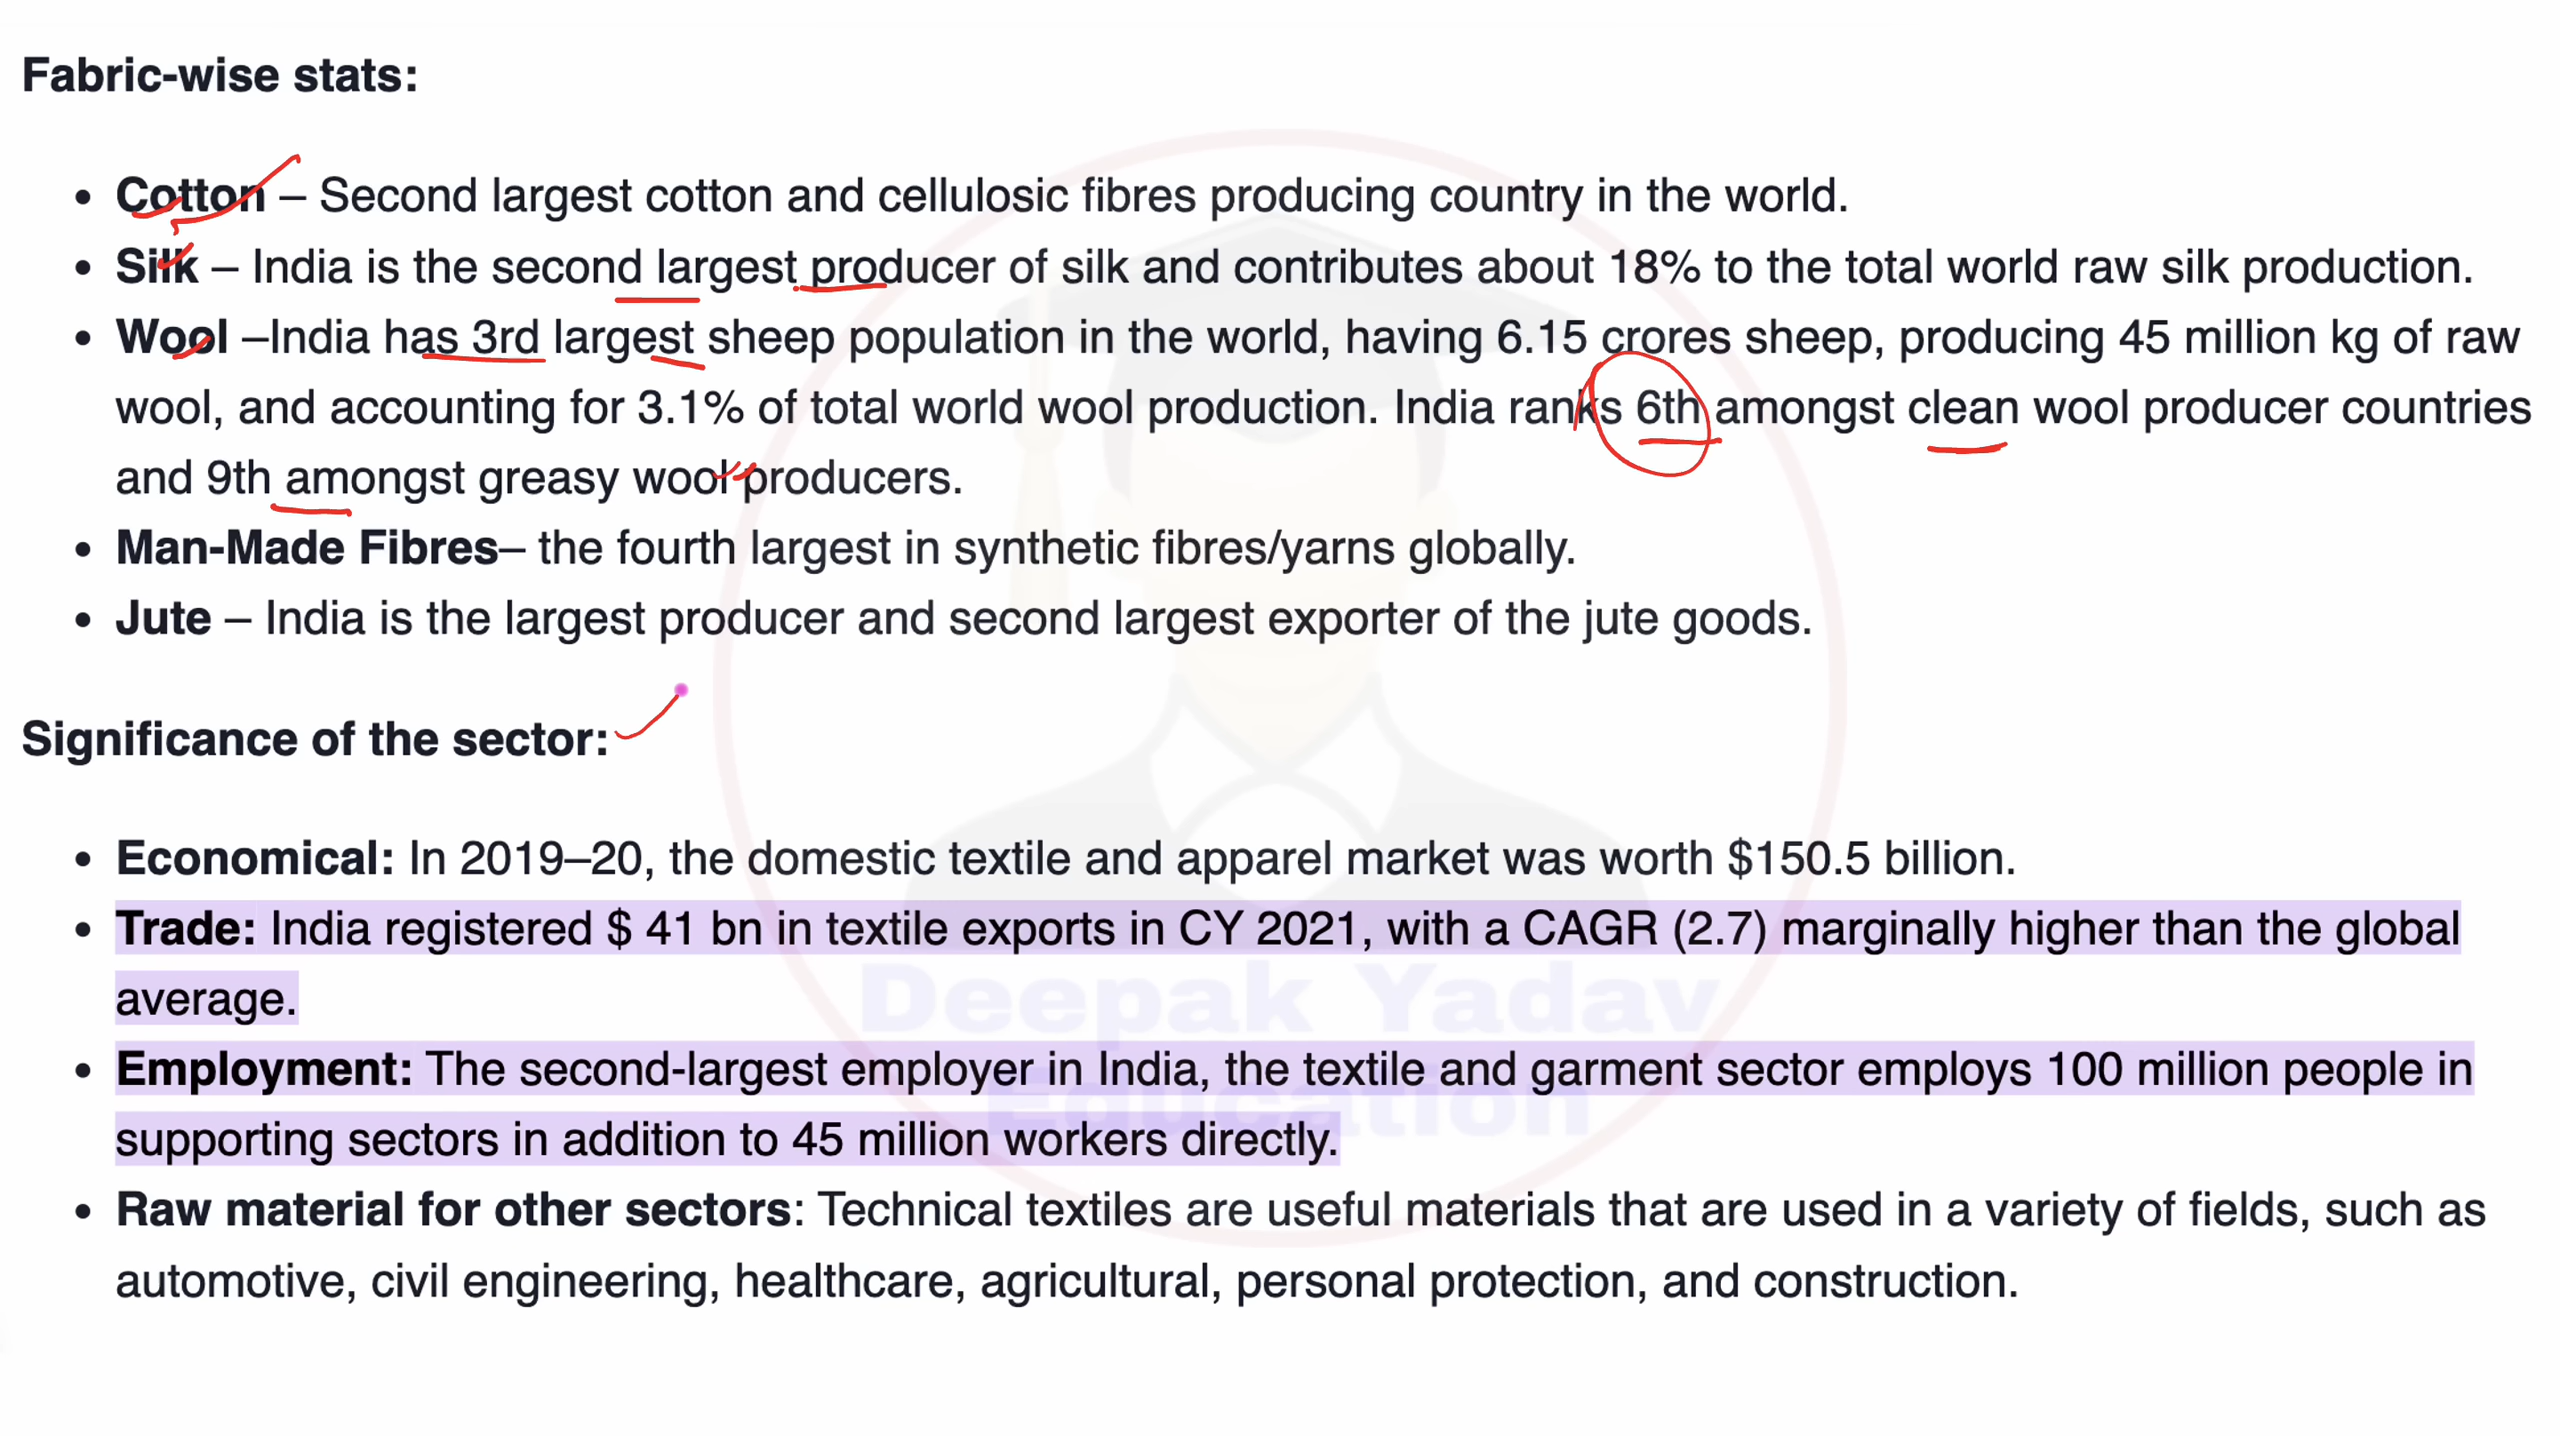 Fabric-wise stats:
• Cotton – Second largest cotton and cellulosic fibres producing country in the world.
• Silk – India is the second largest producer of silk and contributes about 18% to the total world raw silk production.
• Wool –India has 3rd largest sheep population in the world, having 6.15 crores sheep, producing 45 million kg of raw
wool, and accounting for 3.1% of total world wool production. India ranks 6th amongst clean wool producer countries
and 9th amongst greasy wool producers.
• Man-Made Fibres– the fourth largest in synthetic fibres/yarns globally.
• Jute – India is the largest producer and second largest exporter of the jute goods.
Significance of the sector:
• Economical: In 2019–20, the domestic textile and apparel market was worth $150.5 billion.
• Trade: India registered $ 41 bn in textile exports in CY 2021, with a CAGR (2.7) marginally higher than the global
average.
Deepak Yadav
• Employment: The second-largest employer in India, the textile and garment sector employs 100 million people in
Education
supporting sectors in addition to 45 million workers directly.
• Raw material for other sectors: Technical textiles are useful materials that are used in a variety of fields, such as
automotive, civil engineering, healthcare, agricultural, personal protection, and construction.